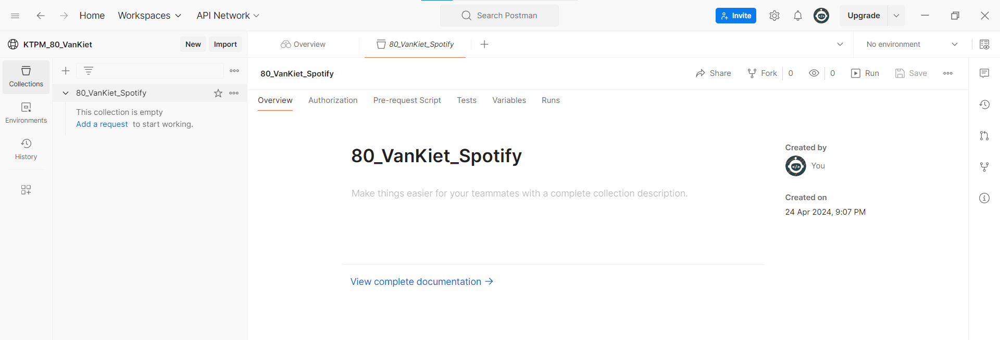 Home Workspaces API Network Search Postman Invite Upgrade
KTPM_80_VanKiet New Import Overview 80_VanKiet_Spotify No environment
Collections
Environments
History
80_VanKiet_Spotify
This collection is empty
Add a request to start working.
80_VanKiet_Spotify Share Fork 0 0 Run Save
Overview Authorization Pre-request Script Tests Variables Runs
80_VanKiet_Spotify
Make things easier for your teammates with a complete collection description.
View complete documentation →
Created by
You
Created on
24 Apr 2024, 9:07 PM